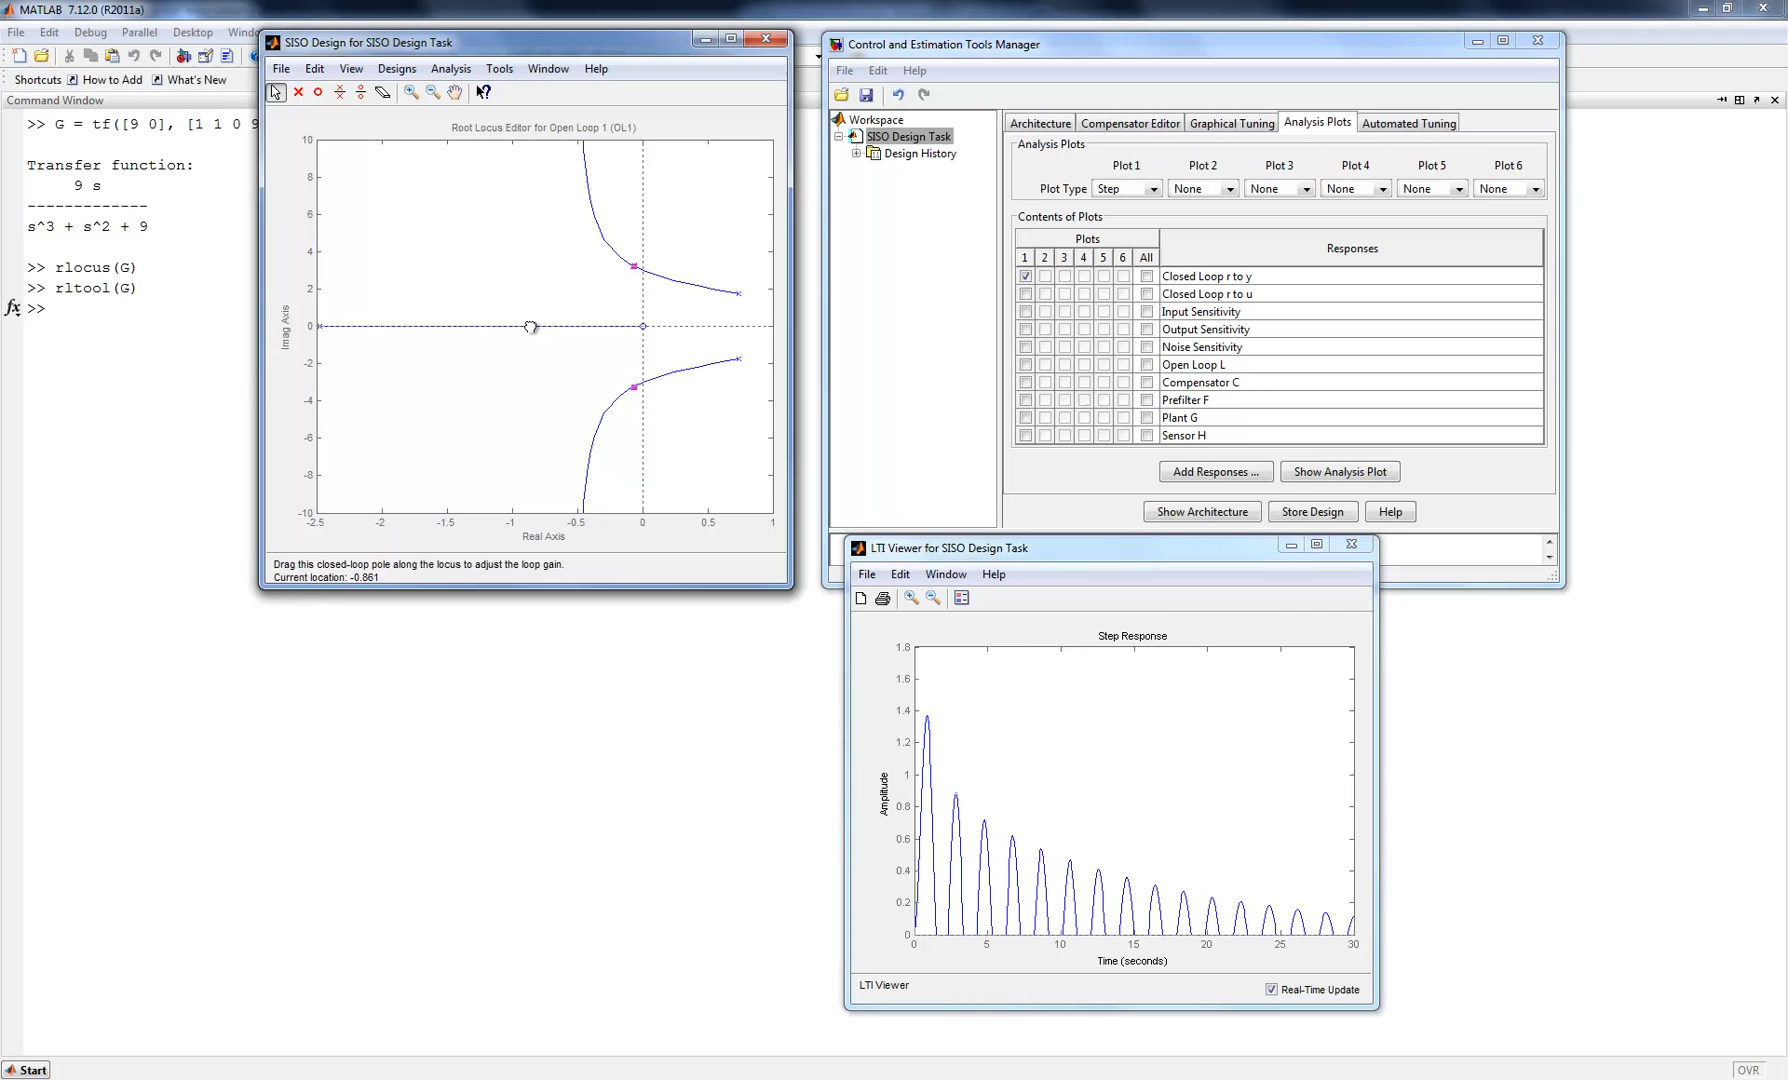 MATLAB 7.12.0 (R2011a)
File Edit Debug Parallel Desktop Wind
Shortcuts How to Add What's New
Command Window
>> G = tf([9 0], [1 1 0 9
Transfer function:
9 s
-------------
s^3 + s^2 + 9
>> rlocus(G)
>> rltool(G)
fx >>
SISO Design for SISO Design Task
File Edit View Designs Analysis Tools Window Help
Root Locus Editor for Open Loop 1 (OL1)
10
8
6
4
2
0
-2
-4
-6
-8
-10
Imag Axis
-2.5 -2 -1.5 -1 -0.5 0 0.5 1
Real Axis
Drag this closed-loop pole along the locus to adjust the loop gain.
Current location: -0.861
Control and Estimation Tools Manager
File Edit Help
Workspace
SISO Design Task
Design History
Architecture Compensator Editor Graphical Tuning Analysis Plots Automated Tuning
Analysis Plots
Plot 1 Plot 2 Plot 3 Plot 4 Plot 5 Plot 6
Plot Type Step None None None None None
Contents of Plots
Plots Responses
1 2 3 4 5 6 All
Closed Loop r to y
Closed Loop r to u
Input Sensitivity
Output Sensitivity
Noise Sensitivity
Open Loop L
Compensator C
Prefilter F
Plant G
Sensor H
Add Responses ... Show Analysis Plot
Show Architecture Store Design Help
LTI Viewer for SISO Design Task
File Edit Window Help
Step Response
1.8
1.6
1.4
1.2
1
0.8
0.6
0.4
0.2
0
Amplitude
0 5 10 15 20 25 30
Time (seconds)
LTI Viewer Real-Time Update
Start OVR